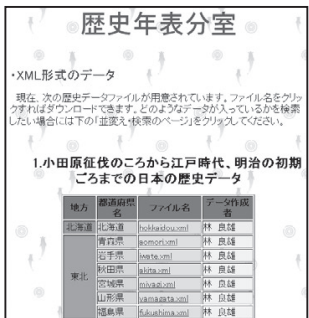 歴史年表分室
・XML形式のデータ
現在、次の歴史データファイルが用意されています。ファイル名をクリッ
クすればダウンロードできます。どのようなデータが入っているかを検索
したい場合には下の「並変え・検索のページ」をクリックしてください。
1.小田原征伐のころから江戸時代、明治の初期
ごろまでの日本の歴史データ
地方 都道府県名 ファイル名 データ作成者
北海道 北海道 hokkaidou.xml 林 良雄
東北 青森県 aomori.xml 林 良雄
岩手県 iwate.xml 林 良雄
秋田県 akita.xml 林 良雄
宮城県 miyagi.xml 林 良雄
山形県 yamagata.xml 林 良雄
福島県 fukushima.xml 林 良雄